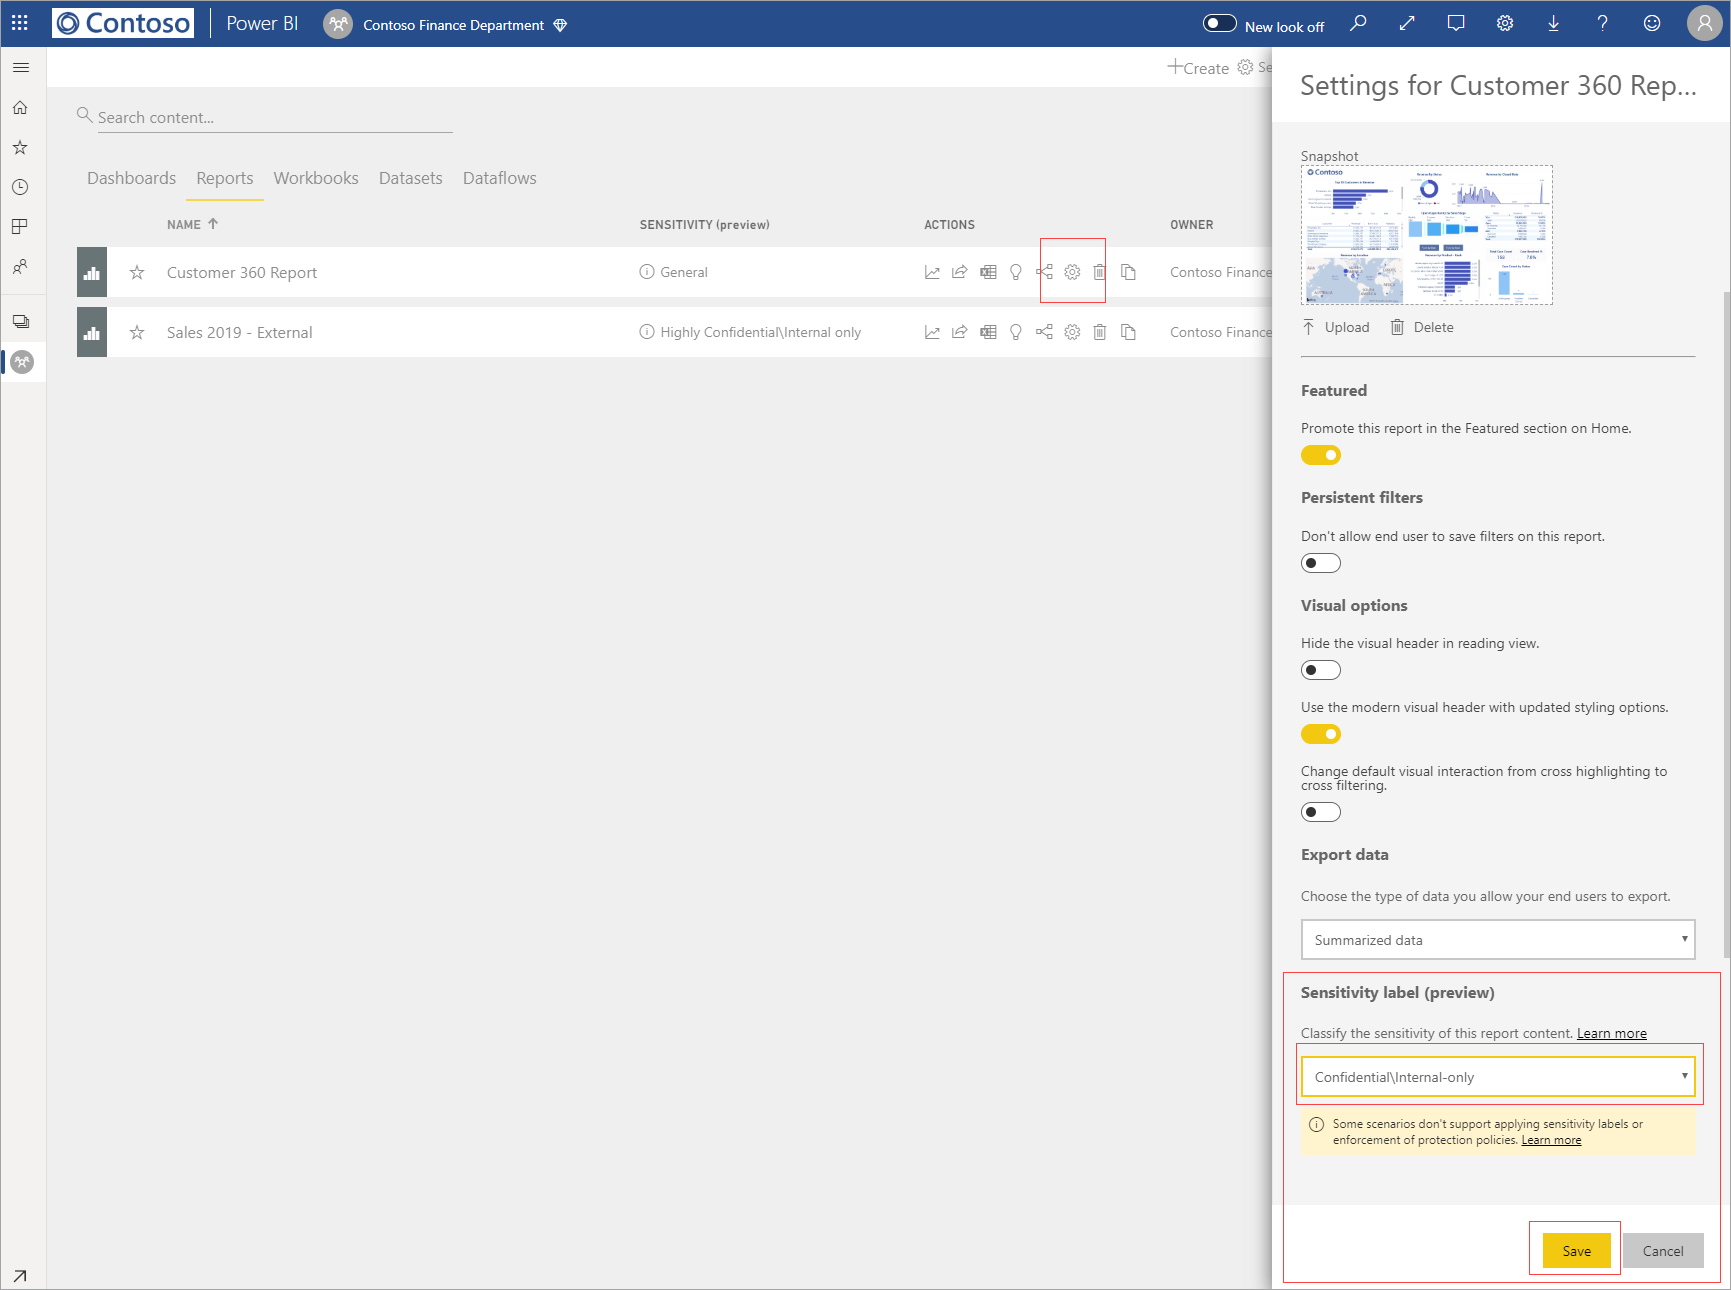 Contoso
Power BI
Contoso Finance Department
New look off
Create
Se
Search content...
Dashboards Reports Workbooks Datasets Dataflows
NAME SENSITIVITY (preview) ACTIONS OWNER
Customer 360 Report General Contoso Finance
Sales 2019 - External Highly Confidential\Internal only Contoso Finance
Settings for Customer 360 Rep...
Snapshot
Contoso
Upload Delete
Featured
Promote this report in the Featured section on Home.
Persistent filters
Don't allow end user to save filters on this report.
Visual options
Hide the visual header in reading view.
Use the modern visual header with updated styling options.
Change default visual interaction from cross highlighting to
cross filtering.
Export data
Choose the type of data you allow your end users to export.
Summarized data
Sensitivity label (preview)
Classify the sensitivity of this report content. Learn more
Confidential\Internal-only
Some scenarios don't support applying sensitivity labels or
enforcement of protection policies. Learn more
Save Cancel